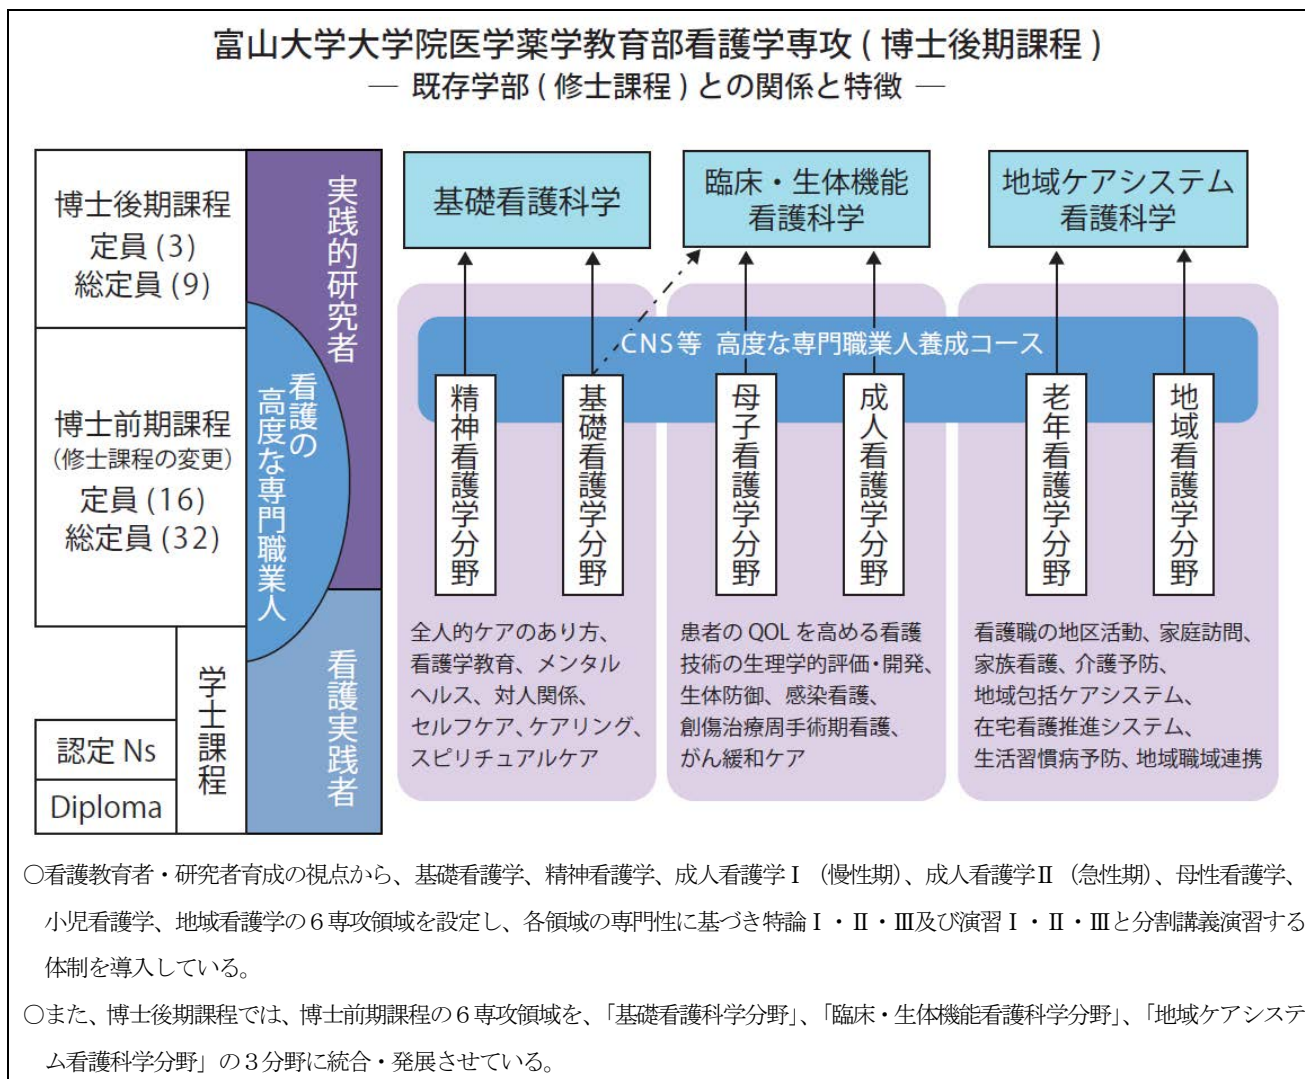 富山大学大学院医学薬学教育部看護学専攻 ( 博士後期課程 )
― 既存学部 ( 修士課程 ) との関係と特徴 ―
博士後期課程
定員 (3)
総定員 (9)
博士前期課程
(修士課程の変更)
定員 (16)
総定員 (32)
学士課程
認定 Ns
Diploma
実践的研究者
看護の
高度な専門職業人
看護実践者
基礎看護科学
臨床・生体機能
看護科学
地域ケアシステム
看護科学
CNS等 高度な専門職業人養成コース
精神看護学分野
基礎看護学分野
母子看護学分野
成人看護学分野
老年看護学分野
地域看護学分野
全人的ケアのあり方、
看護学教育、メンタル
ヘルス、対人関係、
セルフケア、ケアリング、
スピリチュアルケア
患者の QOL を高める看護
技術の生理学的評価・開発、
生体防御、感染看護、
創傷治療周手術期看護、
がん緩和ケア
看護職の地区活動、家庭訪問、
家族看護、介護予防、
地域包括ケアシステム、
在宅看護推進システム、
生活習慣病予防、地域職域連携
○看護教育者・研究者育成の視点から、基礎看護学、精神看護学、成人看護学Ⅰ（慢性期）、成人看護学Ⅱ（急性期）、母性看護学、
小児看護学、地域看護学の６専攻領域を設定し、各領域の専門性に基づき特論Ⅰ・Ⅱ・Ⅲ及び演習Ⅰ・Ⅱ・Ⅲと分割講義演習する
体制を導入している。
○また、博士後期課程では、博士前期課程の６専攻領域を、「基礎看護科学分野」、「臨床・生体機能看護科学分野」、「地域ケアシステ
ム看護科学分野」の３分野に統合・発展させている。